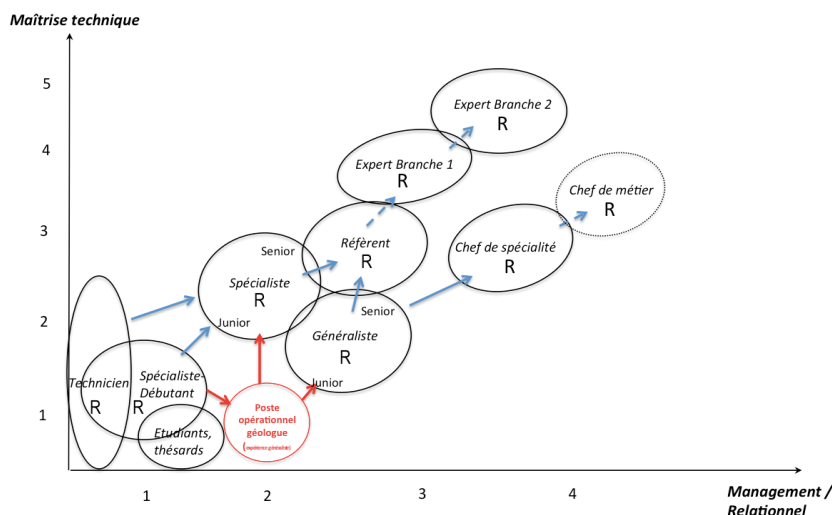 Maîtrise technique
5
Expert Branche 2
R
4
Expert Branche 1
R
Chef de métier
R
3
Senior
Réfèrent
R
Chef de spécialité
R
Spécialiste
R
Senior
2
Junior
Généraliste
R
Junior
Technicien
R
Spécialiste-
Débutant
R
1
Poste
opérationnel
géologue
Etudiants,
thésards
1
2
3
4
Management /
Relationnel